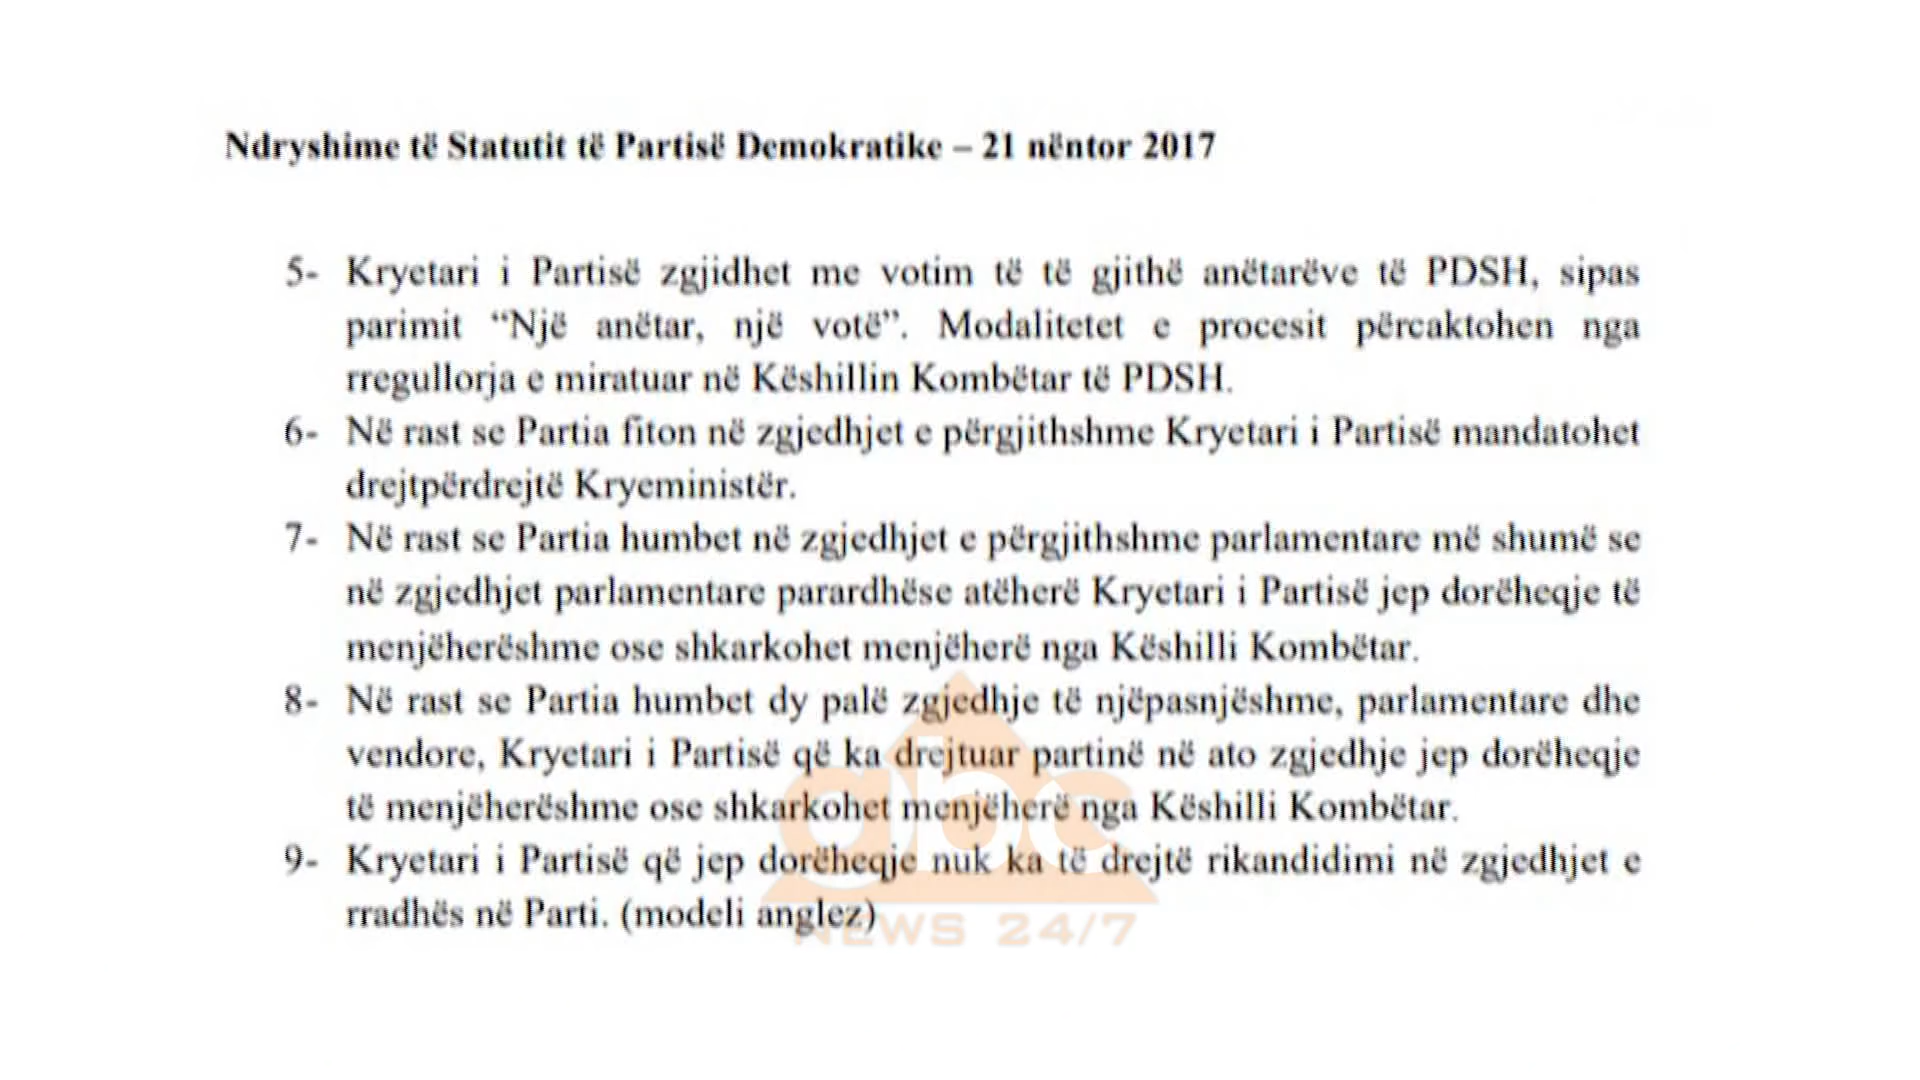 Ndryshime të Statutit të Partisë Demokratike – 21 nëntor 2017
5- Kryetari i Partisë zgjidhet me votim të të gjithë anëtarëve të PDSH, sipas
parimit “Një anëtar, një votë”. Modalitetet e procesit përcaktohen nga
rregullorja e miratuar në Këshillin Kombëtar të PDSH.
6- Në rast se Partia fiton në zgjedhjet e përgjithshme Kryetari i Partisë mandatohet
drejtpërdrejtë Kryeministër.
7- Në rast se Partia humbet në zgjedhjet e përgjithshme parlamentare më shumë se
në zgjedhjet parlamentare parardhëse atëherë Kryetari i Partisë jep dorëheqje të
menjëherëshme ose shkarkohet menjëherë nga Këshilli Kombëtar.
8- Në rast se Partia humbet dy palë zgjedhje të njëpasnjëshme, parlamentare dhe
vendore, Kryetari i Partisë që ka drejtuar partinë në ato zgjedhje jep dorëheqje
të menjëherëshme ose shkarkohet menjëherë nga Këshilli Kombëtar.
9- Kryetari i Partisë që jep dorëheqje nuk ka të drejtë rikandidimi në zgjedhjet e
rradhës në Parti. (modeli anglez)
abc
NEWS 24/7